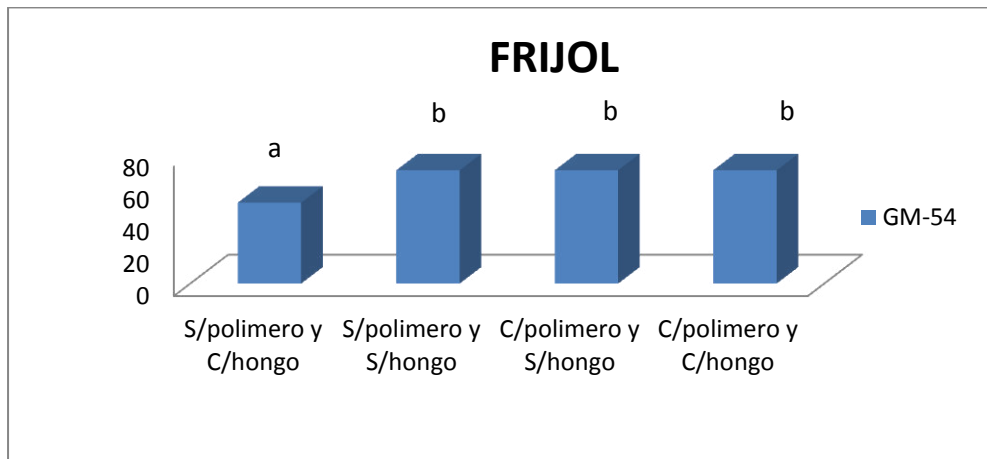 FRIJOL
a
b
b
b
80
60
40
20
0
GM-54
S/polimero y C/hongo
S/polimero y S/hongo
C/polimero y S/hongo
C/polimero y C/hongo